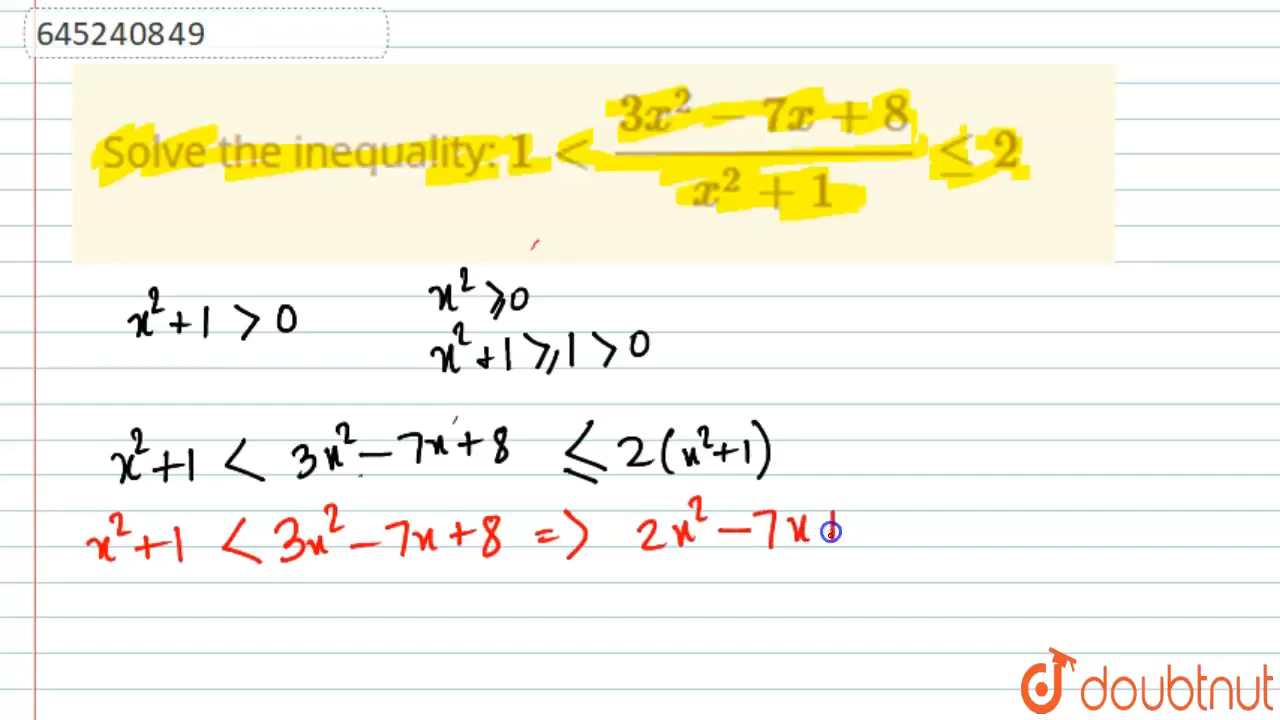 645240849
Solve the inequality: 1 < \frac{3x² − 7x + 8}{x² + 1} ≤ 2
x²+1 > 0
x² ⩾ 0
x²+1 ⩾ 1 > 0
x²+1 < 3x² − 7x + 8 ≤ 2(x²+1)
x²+1 < 3x² − 7x + 8 => 2x² − 7x
doubtnut